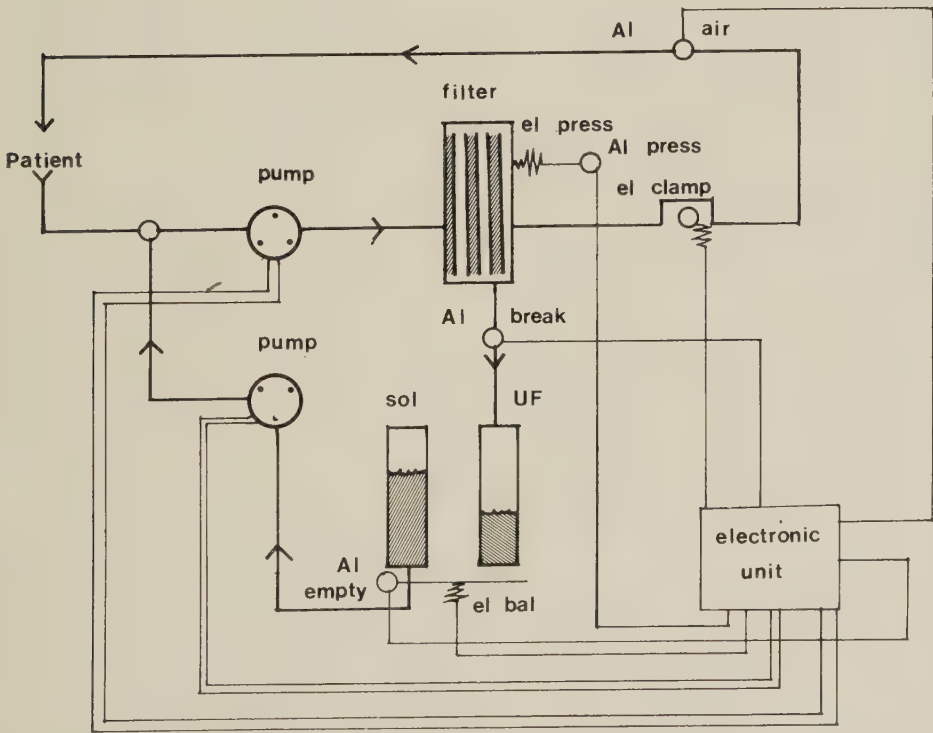 Al air
filter
el press
Al press
Patient
pump
el clamp
Al break
pump
sol
UF
electronic
unit
Al
empty
el bal